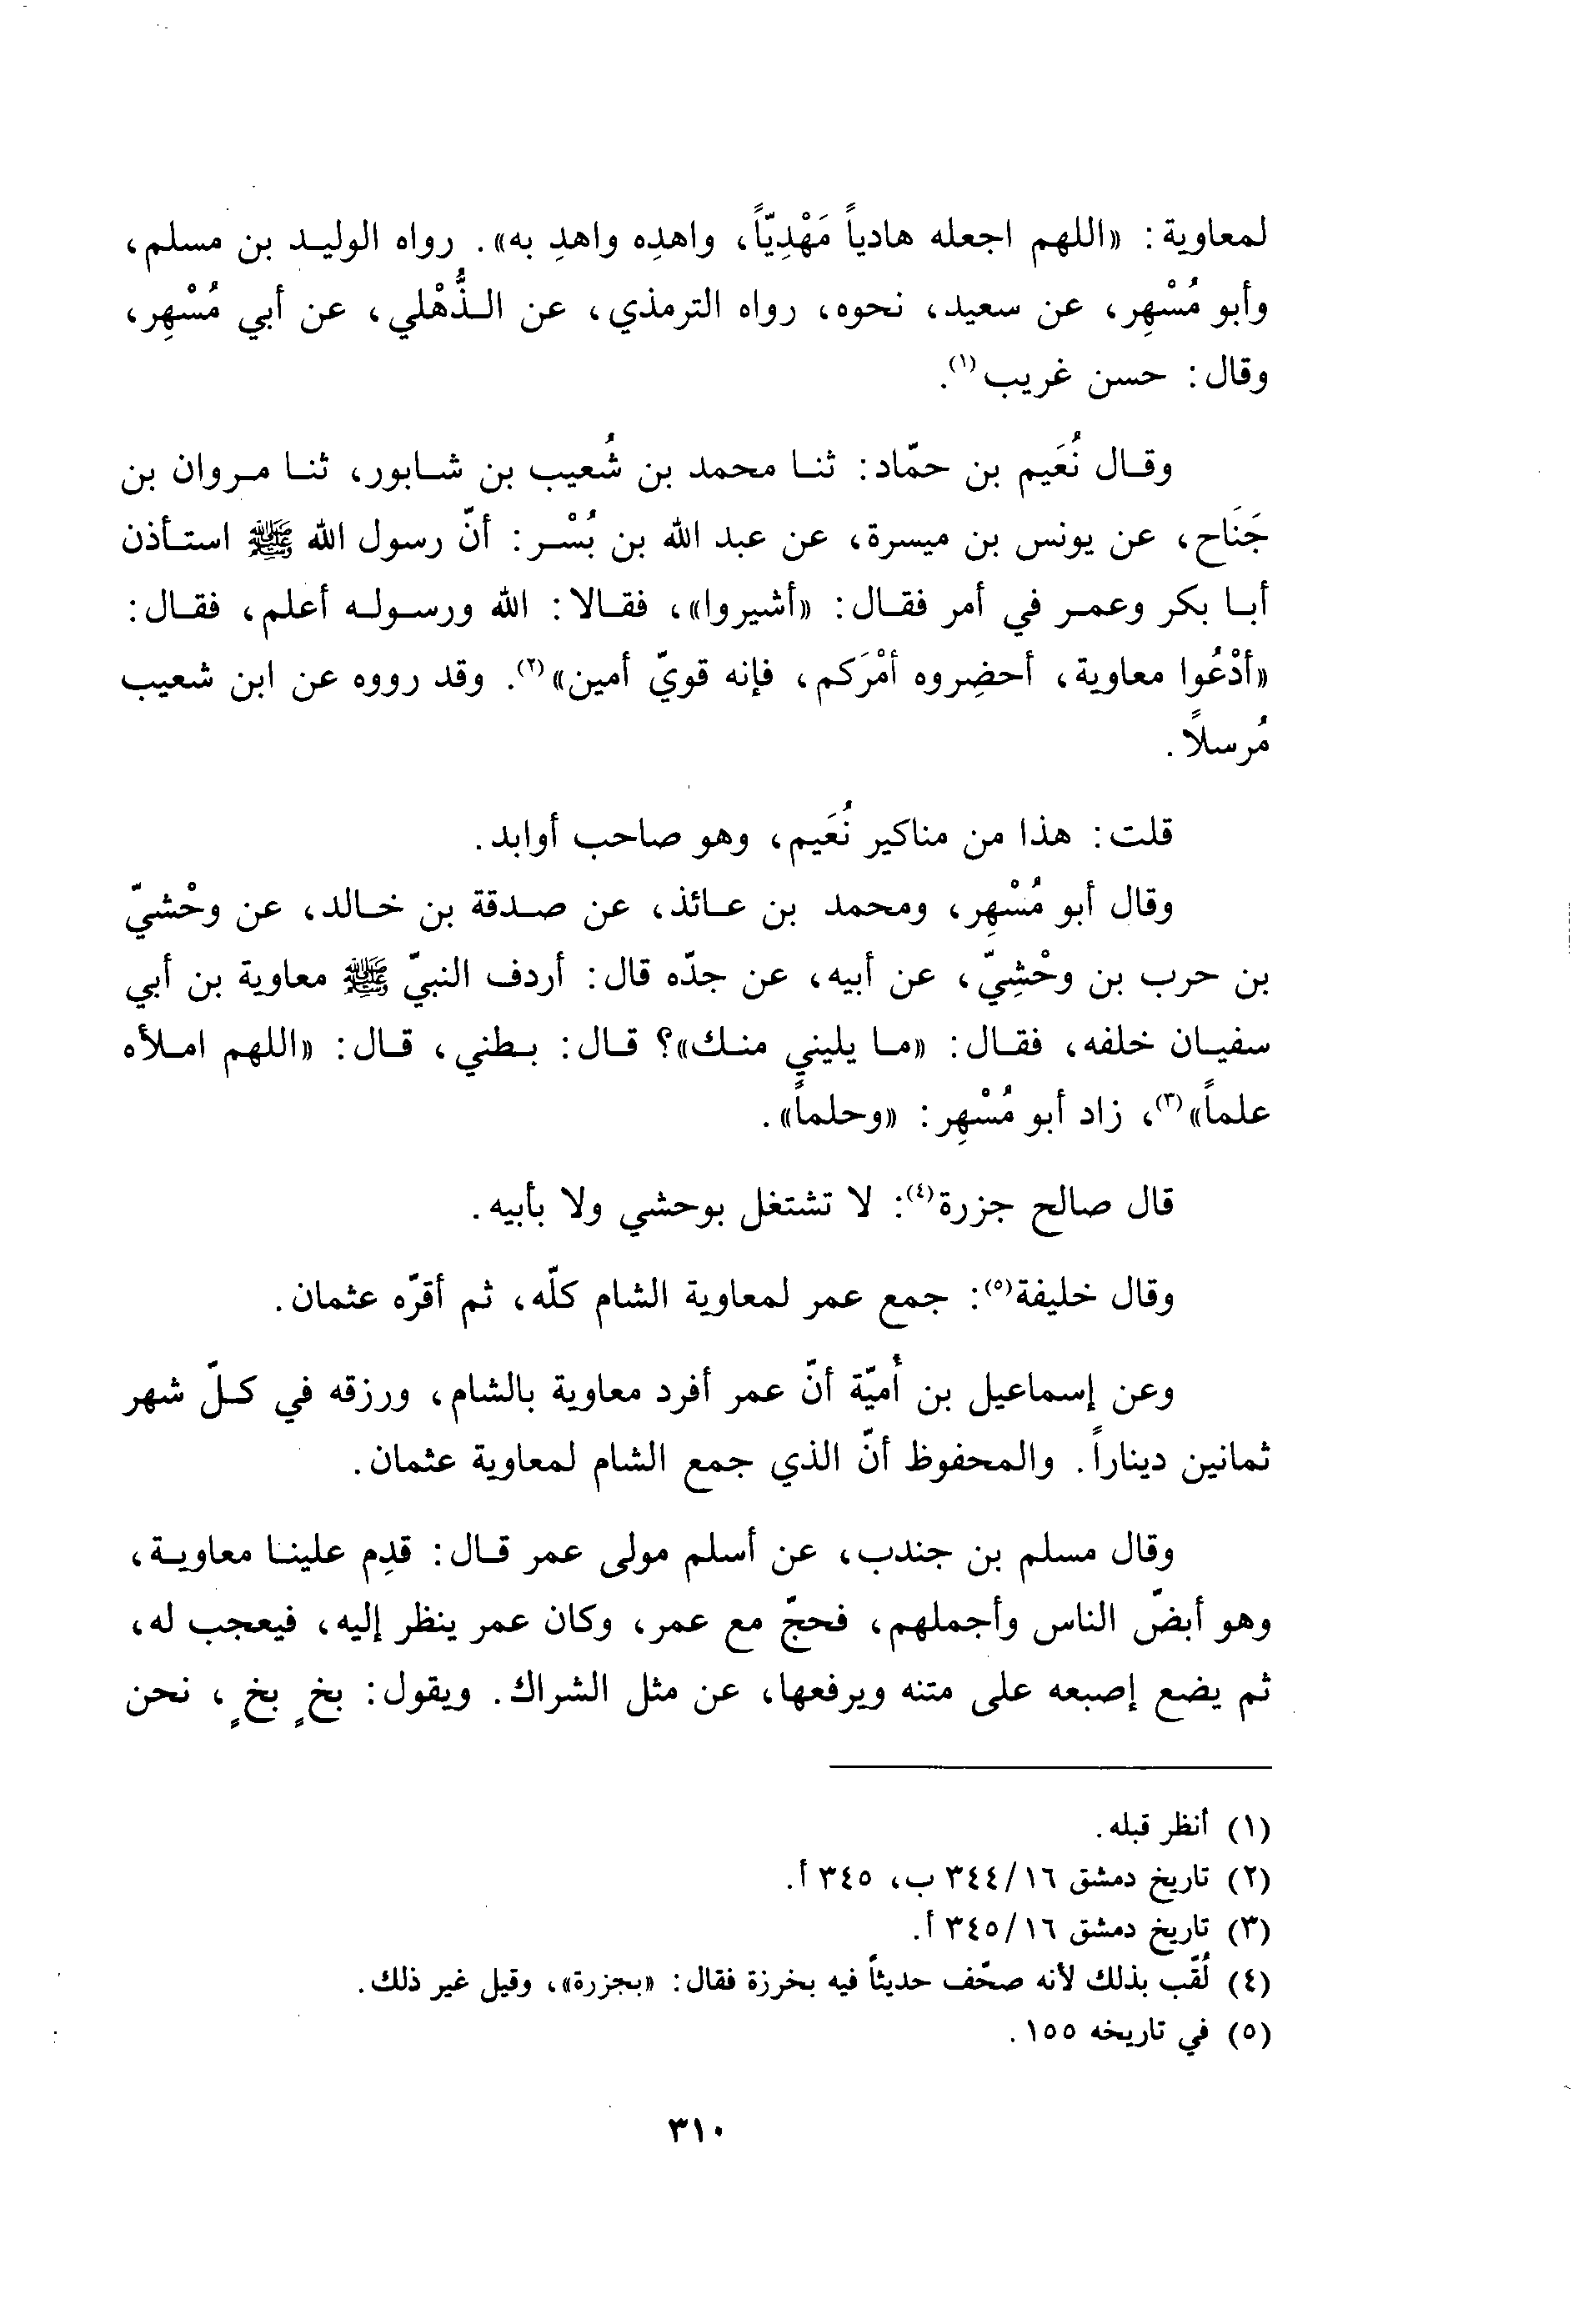 لمعاوية: «اللهم اجعله هادياً مَهْدِيّاً، واهدِه واهدِ به». رواه الوليد بن مسلم،
وأبو مُسْهِر، عن سعيد، نحوه، رواه الترمذي، عن الذُّهْلي، عن أبي مُسْهِر،
وقال: حسن غريب(١).
وقال نُعَيم بن حمّاد: ثنا محمد بن شُعيب بن شابور، ثنا مروان بن
جَنَاح، عن يونس بن ميسرة، عن عبد الله بن بُسْر: أنّ رسول الله ﷺ استأذن
أبا بكر وعمر في أمر فقال: «أشيروا»، فقالا: الله ورسوله أعلم، فقال:
«أدْعُوا معاوية، أحضِروه أمْرَكم، فإنه قويّ أمين»(٢). وقد رووه عن ابن شعيب
مُرسلاً.
قلت: هذا من مناكير نُعَيم، وهو صاحب أوابد.
وقال أبو مُسْهِر، ومحمد بن عائذ، عن صدقة بن خالد، عن وحْشيّ
بن حرب بن وحْشِيّ، عن أبيه، عن جدّه قال: أردف النبيّ ﷺ معاوية بن أبي
سفيان خلفه، فقال: «ما يليني منك»؟ قال: بطني، قال: «اللهم املأه
علماً»(٣)، زاد أبو مُسْهِر: «وحلماً».
قال صالح جزرة(٤): لا تشتغل بوحشي ولا بأبيه.
وقال خليفة(٥): جمع عمر لمعاوية الشام كلّه، ثم أقرّه عثمان.
وعن إسماعيل بن أُميّة أنّ عمر أفرد معاوية بالشام، ورزقه في كلّ شهر
ثمانين ديناراً. والمحفوظ أنّ الذي جمع الشام لمعاوية عثمان.
وقال مسلم بن جندب، عن أسلم مولى عمر قال: قدِم علينا معاوية،
وهو أبضّ الناس وأجملهم، فحجّ مع عمر، وكان عمر ينظر إليه، فيعجب له،
ثم يضع إصبعه على متنه ويرفعها، عن مثل الشراك. ويقول: بخٍ بخٍ، نحن
(١) أنظر قبله.
(٢) تاريخ دمشق ٣٤٤/١٦ ب، ٣٤٥ أ.
(٣) تاريخ دمشق ٣٤٥/١٦ أ.
(٤) لُقّب بذلك لأنه صحّف حديثاً فيه بخرزة فقال: «بجزرة»، وقيل غير ذلك.
(٥) في تاريخه ١٥٥.
٣١٠